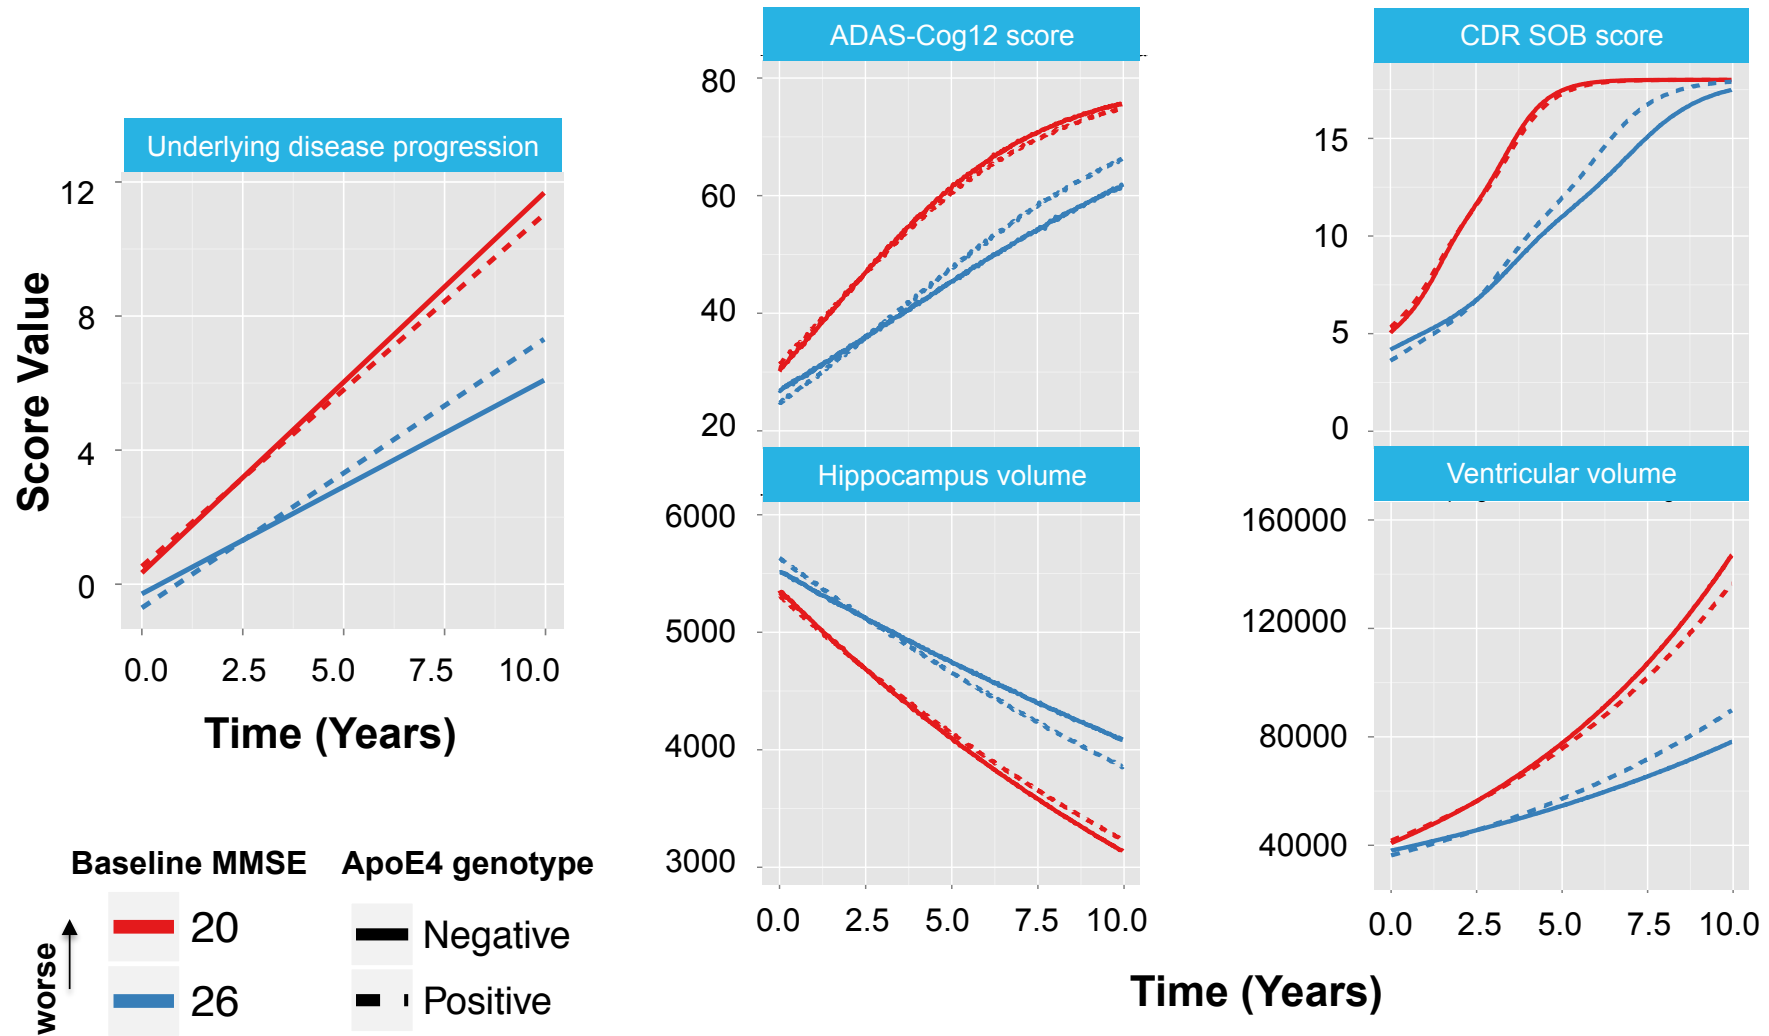 Underlying disease progression
12
8
4
0
0.0 2.5 5.0 7.5 10.0
Score Value
Time (Years)
ADAS-Cog12 score
80
60
40
20
CDR SOB score
15
10
5
0
Hippocampus volume
6000
5000
4000
3000
0.0 2.5 5.0 7.5 10.0
Ventricular volume
160000
120000
80000
40000
0.0 2.5 5.0 7.5 10.0
Time (Years)
Baseline MMSE ApoE4 genotype
worse
20 Negative
26 Positive